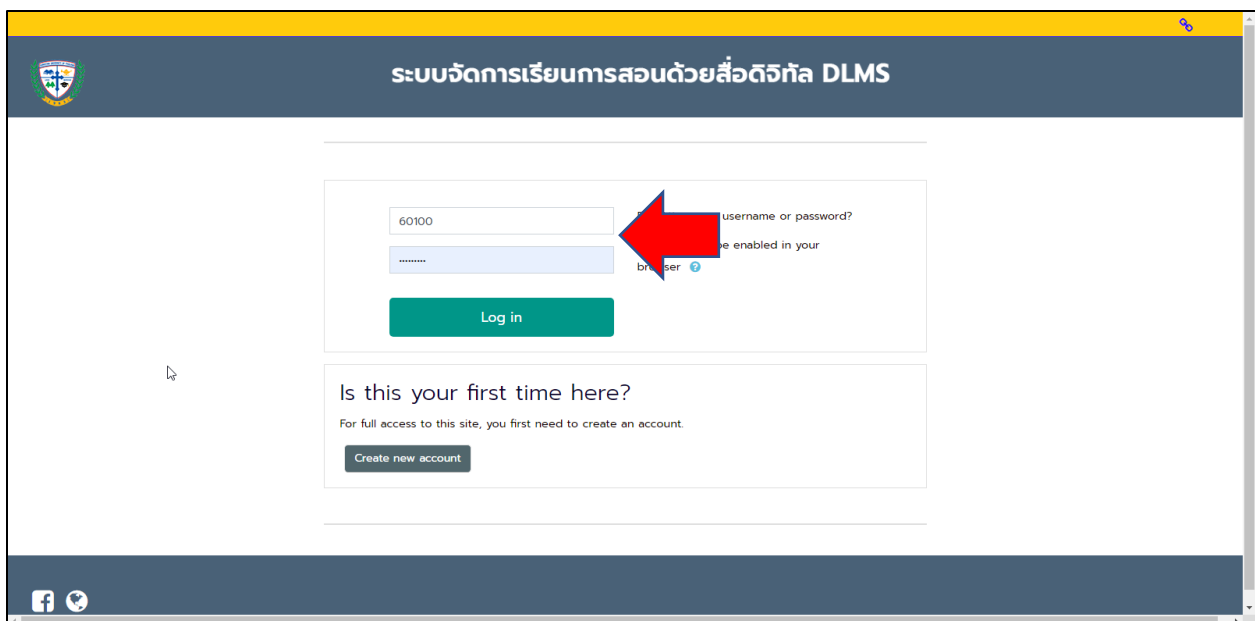 ระบบจัดการเรียนการสอนด้วยสื่อดิจิทัล DLMS
60100
username or password?
be enabled in your
Log in
Is this your first time here?
For full access to this site, you first need to create an account.
Create new account